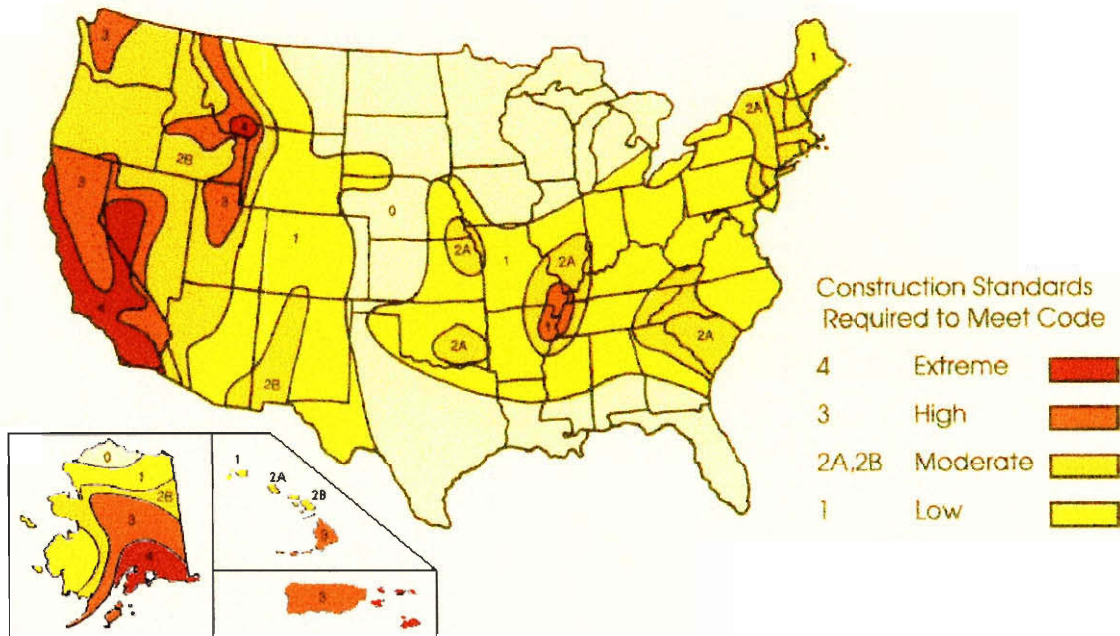 1
3
2A
4
2B
3
0
3
1
2A
2A
1
4
2A
2A
2B
Construction Standards
Required to Meet Code
4 Extreme
3 High
2A,2B Moderate
1 Low
0
1
2B
3
4
1
2A
2B
3
3